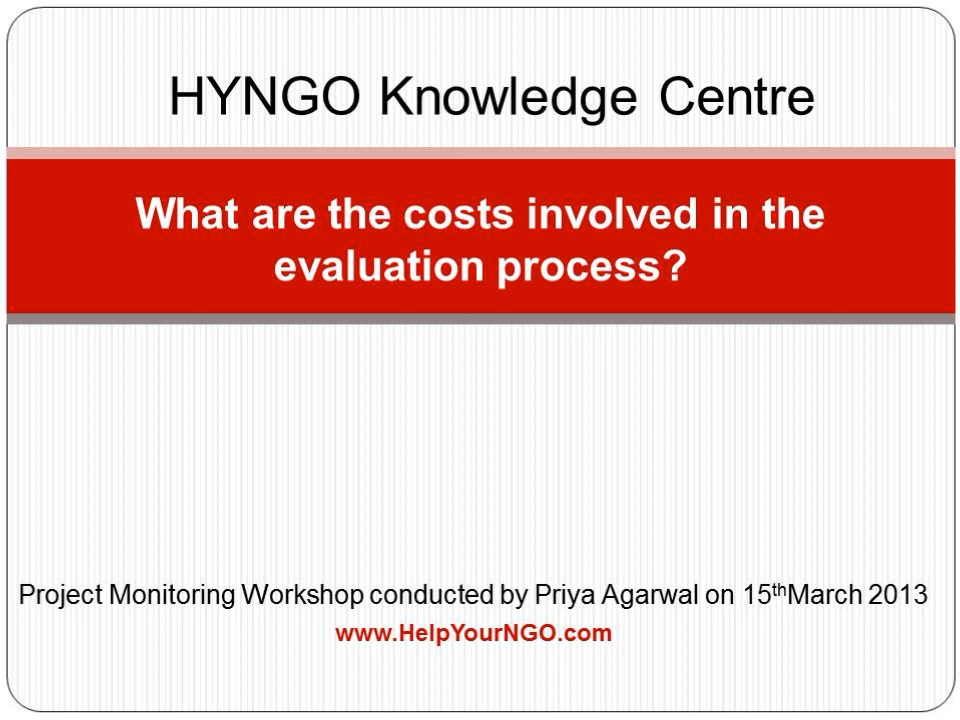 HYNGO Knowledge Centre
What are the costs involved in the
evaluation process?
Project Monitoring Workshop conducted by Priya Agarwal on 15thMarch 2013
www.HelpYourNGO.com